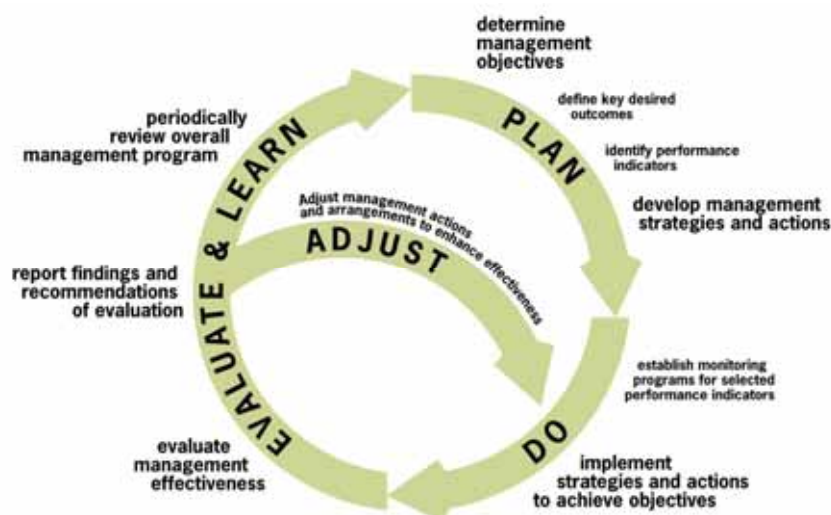 determine
management
objectives
define key desired
outcomes
PLAN
identify performance
indicators
develop management
strategies and actions
establish monitoring
programs for selected
performance indicators
DO
implement
strategies and actions
to achieve objectives
evaluate
management
effectiveness
EVALUATE & LEARN
report findings and
recommendations
of evaluation
periodically
review overall
management program
Adjust management actions
and arrangements to enhance effectiveness
ADJUST